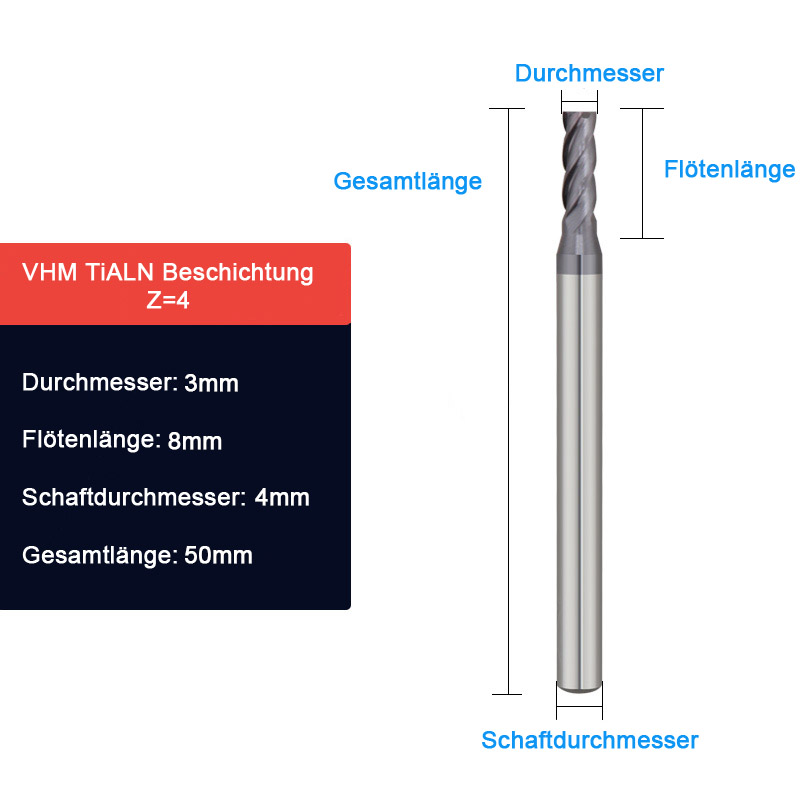 Durchmesser
Gesamtlänge
Flötenlänge
VHM TiALN Beschichtung
Z=4
Durchmesser: 3mm
Flötenlänge: 8mm
Schaftdurchmesser: 4mm
Gesamtlänge: 50mm
Schaftdurchmesser